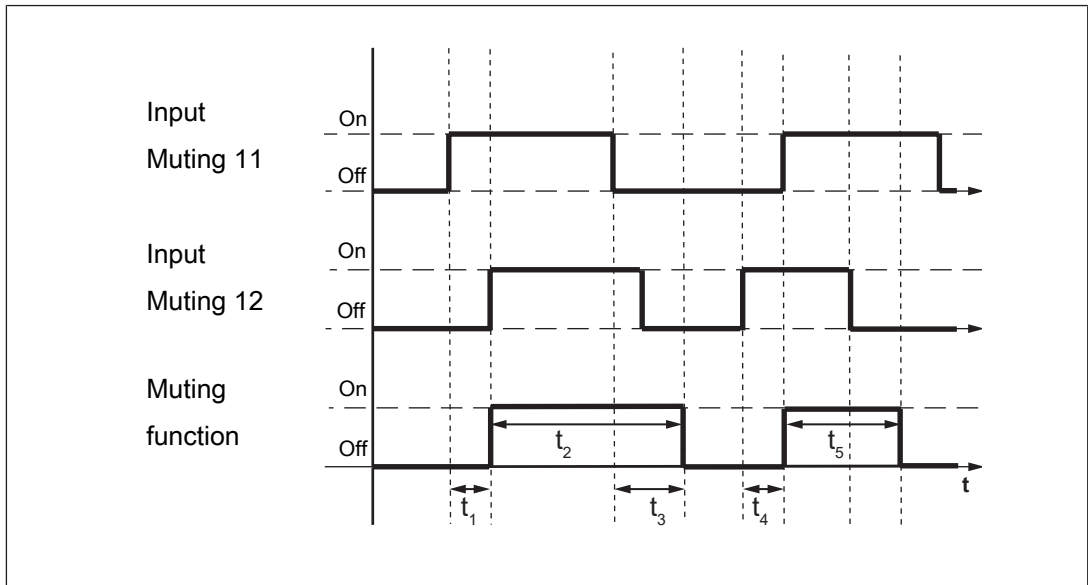 Input
Muting 11
On
Off
Input
Muting 12
On
Off
Muting
function
On
Off
t2
t5
t
t1
t3
t4